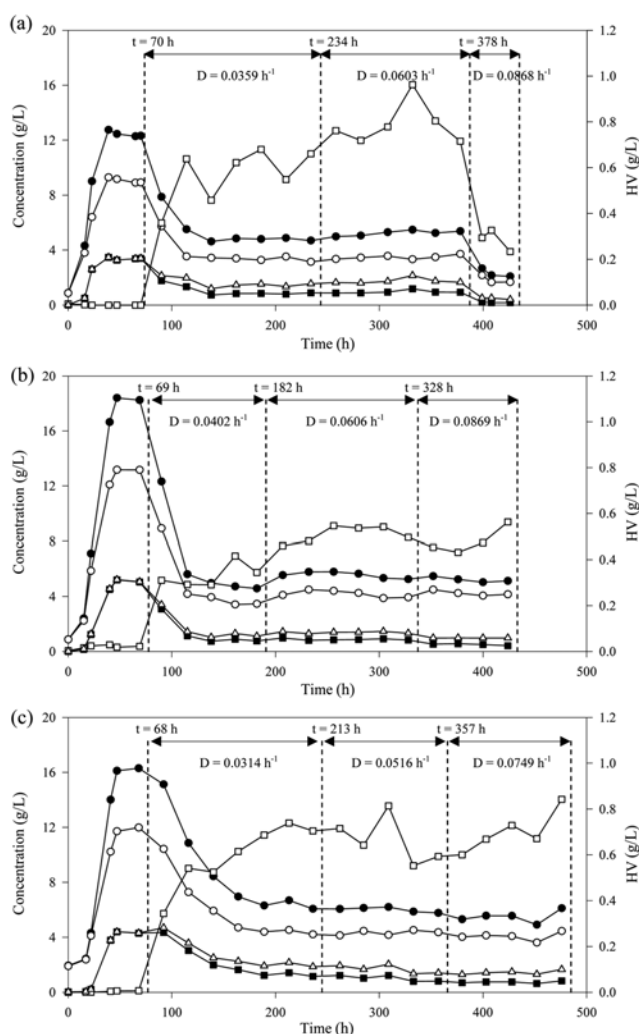 (a)
t = 70 h
t = 234 h
t = 378 h
D = 0.0359 h⁻¹
D = 0.0603 h⁻¹
D = 0.0868 h⁻¹
Concentration (g/L)
HV (g/L)
20
16
12
8
4
0
1.2
1.0
0.8
0.6
0.4
0.2
0.0
0
100
200
300
400
500
Time (h)
(b)
t = 69 h
t = 182 h
t = 328 h
D = 0.0402 h⁻¹
D = 0.0606 h⁻¹
D = 0.0869 h⁻¹
Concentration (g/L)
HV (g/L)
20
16
12
8
4
0
1.2
1.0
0.8
0.6
0.4
0.2
0.0
0
100
200
300
400
500
Time (h)
(c)
t = 68 h
t = 213 h
t = 357 h
D = 0.0314 h⁻¹
D = 0.0516 h⁻¹
D = 0.0749 h⁻¹
Concentration (g/L)
HV (g/L)
20
16
12
8
4
0
1.2
1.0
0.8
0.6
0.4
0.2
0.0
0
100
200
300
400
500
Time (h)